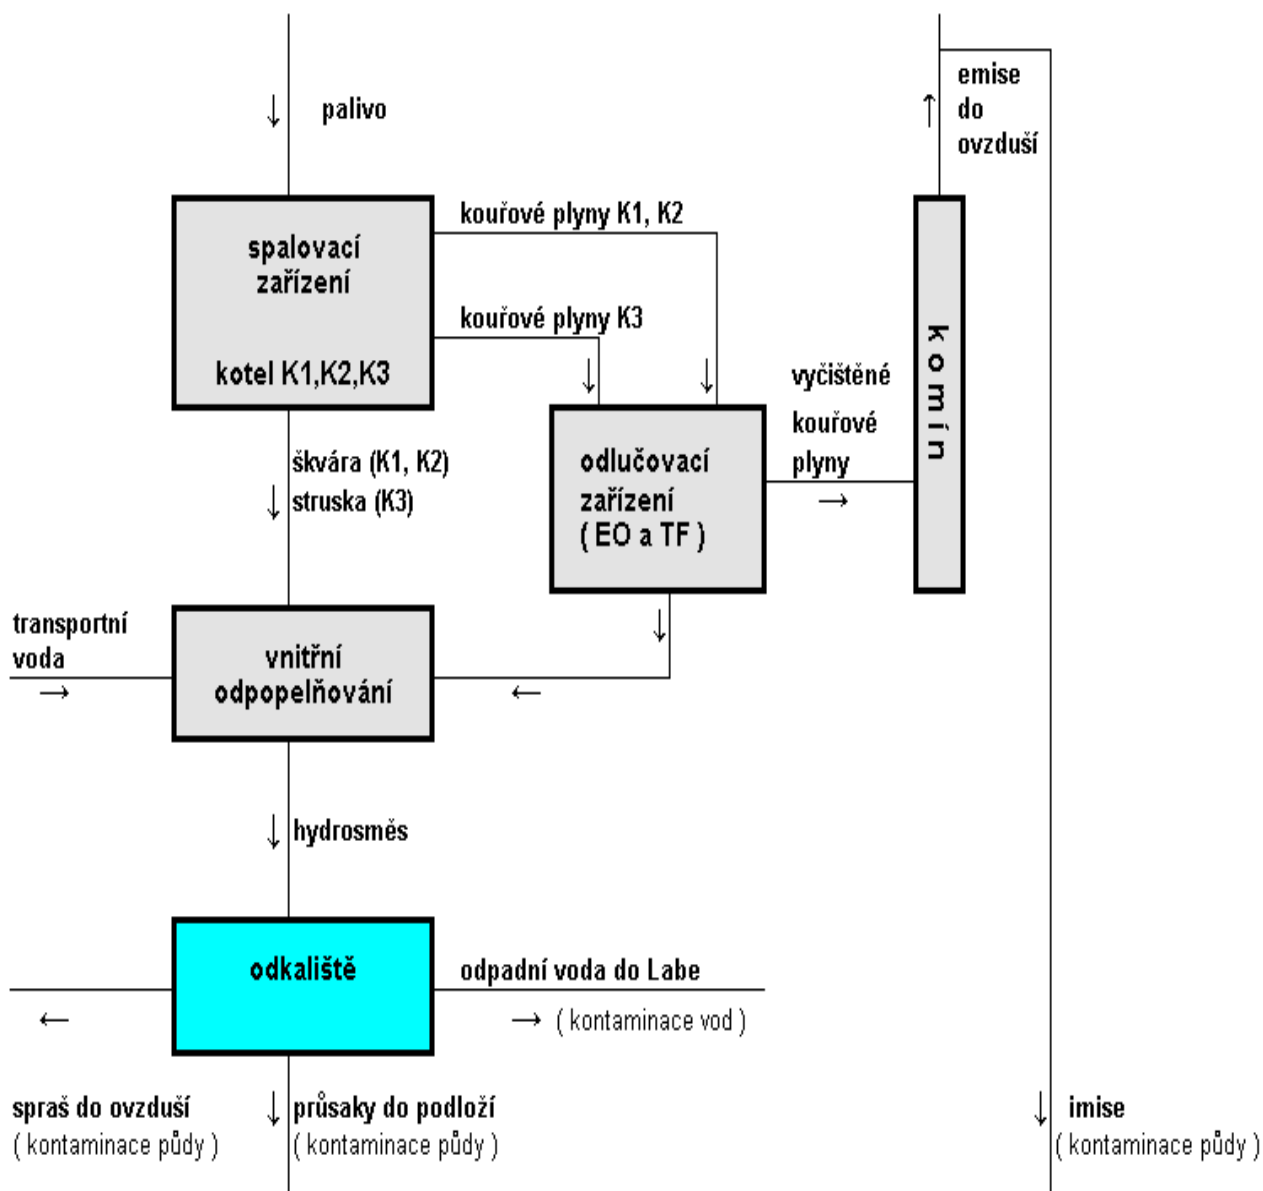 palivo
emise
do
ovzduší
spalovací
zařízení
kotel K1,K2,K3
kouřové plyny K1, K2
kouřové plyny K3
komín
vyčištěné
kouřové
plyny
odlučovací
zařízení
( EO a TF )
škvára (K1, K2)
struska (K3)
transportní
voda
vnitřní
odpopelňování
hydrosměs
odkaliště
odpadní voda do Labe
( kontaminace vod )
spraš do ovzduší
( kontaminace půdy )
průsaky do podloží
( kontaminace půdy )
imise
( kontaminace půdy )